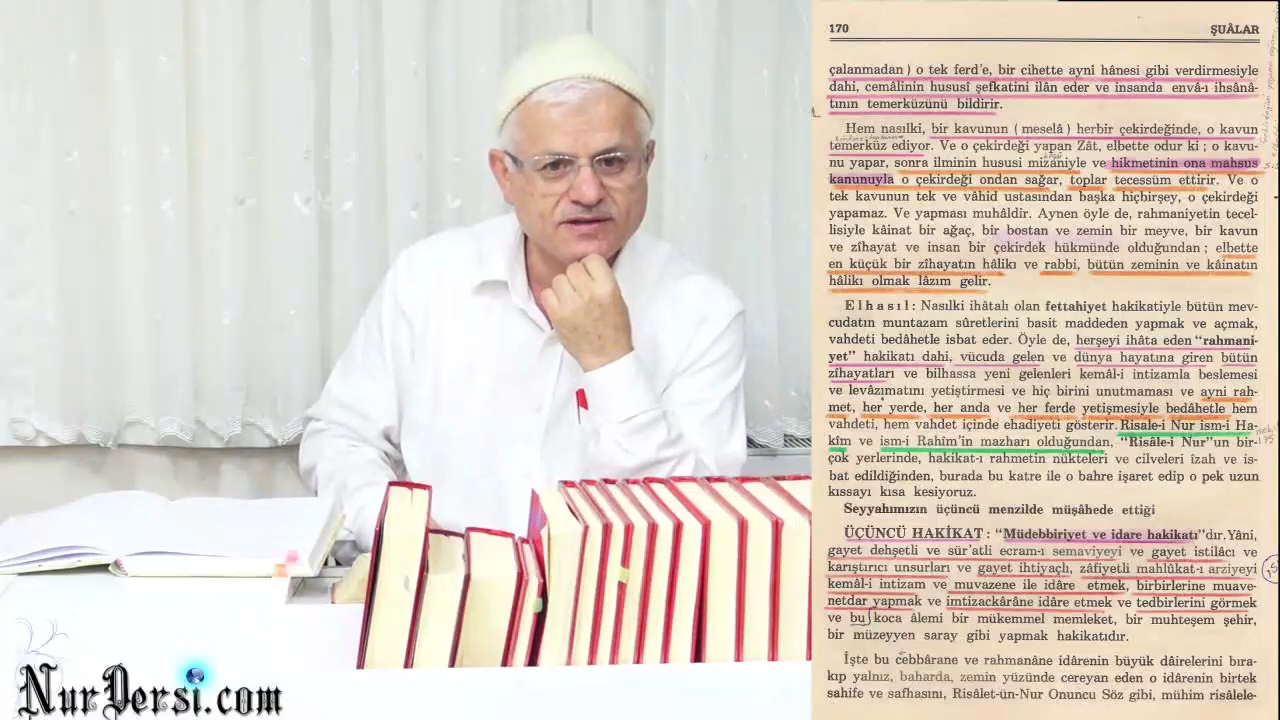 170 ŞUÂLAR
çalanmadan) o tek ferd'e, bir cihette ayni hânesi gibi verdirmesiyle
dahi, cemâlinin hususî şefkatini ilân eder ve insanda envâ-ı ihsânâ-
tının temerküzünü bildirir.
Hem nasılki, bir kavunun (meselâ) herbir çekirdeğinde, o kavun
temerküz ediyor. Ve o çekirdeği yapan Zât, elbette odur ki; o kavu-
nu yapar, sonra ilminin hususi mizâniyle ve hikmetinin ona mahsus
kanunuyla o çekirdeği ondan sağar, toplar tecessüm ettirir. Ve o
tek kavunun tek ve vâhid ustasından başka hiçbirşey, o çekirdeği
yapamaz. Ve yapması muhâldir. Aynen öyle de, rahmaniyetin tecel-
lisiyle kâinat bir ağaç, bir bostan ve zemin bir meyve, bir kavun
ve zîhayat ve insan bir çekirdek hükmünde olduğundan; elbette
en küçük bir zîhayatın hâlikı ve rabbi, bütün zeminin ve kâinatın
hâlikı olmak lâzım gelir.
Elhasıl: Nasılki ihâtalı olan fettahiyet hakikatiyle bütün mev-
cudatın muntazam sûretlerini basit maddeden yapmak ve açmak,
vahdeti bedâhetle isbat eder. Öyle de, herşeyi ihâta eden "rahmani-
yet" hakikatı dahi, vücuda gelen ve dünya hayatına giren bütün
zîhayatları ve bilhassa yeni gelenleri kemâl-i intizamla beslemesi
ve levâzımatını yetiştirmesi ve hiç birini unutmaması ve ayni rah-
met, her yerde, her anda ve her ferde yetişmesiyle bedâhetle hem
vahdeti, hem vahdet içinde ehadiyeti gösterir. Risale-i Nur ism-i Ha-
kîm ve ism-i Rahîm'in mazharı olduğundan, "Risâle-i Nur"un bir-
çok yerlerinde, hakikat-ı rahmetin nükteleri ve cilveleri îzah ve is-
bat edildiğinden, burada bu katre ile o bahre işaret edip o pek uzun
kıssayı kısa kesiyoruz.
Seyyahımızın üçüncü menzilde müşâhede ettiği
ÜÇÜNCÜ HAKİKAT : "Müdebbiriyet ve idare hakikatı"dır. Yâni,
gayet dehşetli ve sür'atli ecram-ı semaviyeyi ve gayet istilâcı ve
karıştırıcı unsurları ve gayet ihtiyaçlı, zâfiyetli mahlûkat-ı arziyeyi
kemâl-i intizam ve muvazene ile idâre etmek, birbirlerine muave-
netdar yapmak ve imtizackârâne idâre etmek ve tedbirlerini görmek
ve bu koca âlemi bir mükemmel memleket, bir muhteşem şehir,
bir müzeyyen saray gibi yapmak hakikatıdır.
İşte bu cebbârane ve rahmanâne idârenin büyük dâirelerini bıra-
kıp yalnız, baharda, zemin yüzünde cereyan eden o idârenin birtek
sahife ve safhasını, Risâlet-ün-Nur Onuncu Söz gibi, mühim risâlele-
NurDersi.com